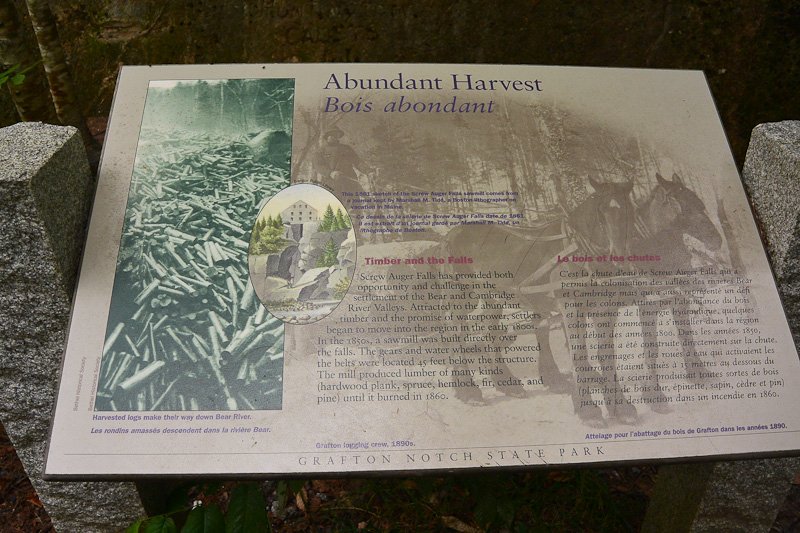 Abundant Harvest
Bois abondant
This 1861 sketch of the Screw Auger Falls sawmill comes from
a journal kept by Marshall M. Tidd, a Boston lithographer on
vacation in Maine.
Ce dessin de la scierie de Screw Auger Falls date de 1861.
Il est extrait d'un journal gardé par Marshall M. Tidd, un
lithographe de Boston.
Timber and the Falls
Screw Auger Falls has provided both
opportunity and challenge in the
settlement of the Bear and Cambridge
River Valleys. Attracted to the abundant
timber and the promise of waterpower, settlers
began to move into the region in the early 1800s.
In the 1850s, a sawmill was built directly over
the falls. The gears and water wheels that powered
the belts were located 45 feet below the structure.
The mill produced lumber of many kinds
(hardwood plank, spruce, hemlock, fir, cedar, and
pine) until it burned in 1860.
Le bois et les chutes
C'est la chute d'eau de Screw Auger Falls qui a
permis la colonisation des vallées des rivières Bear
et Cambridge mais qui a aussi représenté un défi
pour les colons. Attirés par l'abondance du bois
et la présence de l'énergie hydraulique, quelques
colons ont commencé à s'installer dans la région
au début des années 1800. Dans les années 1850,
une scierie a été construite directement sur la chute.
Les engrenages et les roues à eau qui activaient les
courroies étaient situés à 15 mètres au dessous du
barrage. La scierie produisait toutes sortes de bois
(planches de bois dur, épinette, sapin, cèdre et pin)
jusqu'à sa destruction dans un incendie en 1860.
Bethel Historical Society
Harvested logs make their way down Bear River.
Les rondins amassés descendent dans la rivière Bear.
Grafton logging crew, 1890s.
Attelage pour l'abattage du bois de Grafton dans les années 1890.
GRAFTON NOTCH STATE PARK